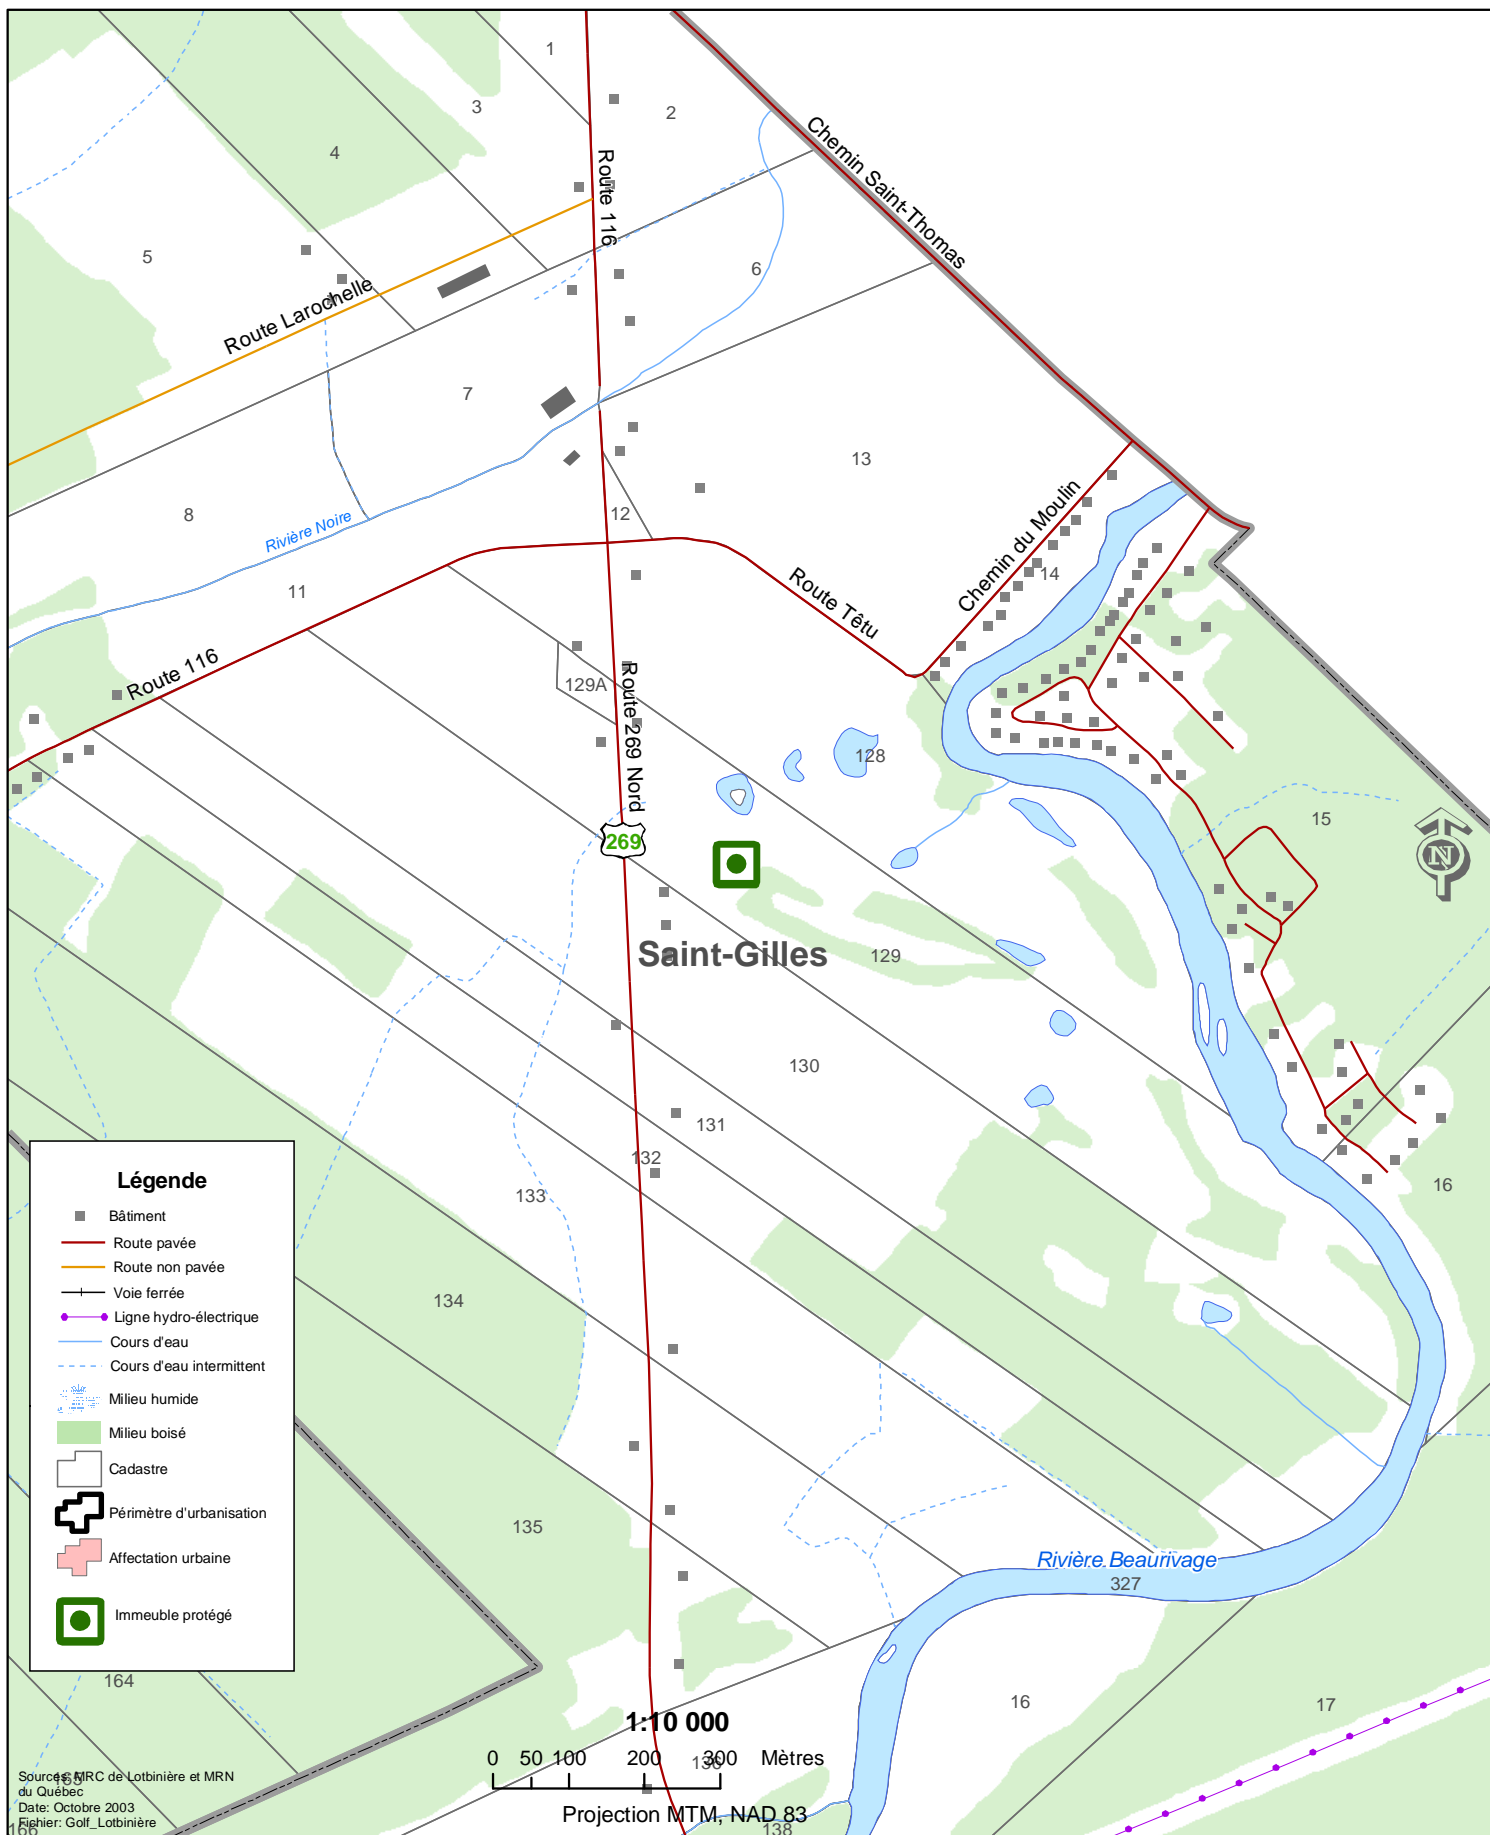 1
2
3
4
5
6
7
8
11
12
13
14
15
16
Chemin Saint-Thomas
Route 116
Route Larochelle
Rivière Noire
Chemin du Moulin
Route Têtu
Route 116
129A
Route 269 Nord
128
269
Saint-Gilles
129
130
131
132
133
134
135
N
Légende
Bâtiment
Route pavée
Route non pavée
Voie ferrée
Ligne hydro-électrique
Cours d'eau
Cours d'eau intermittent
Milieu humide
Milieu boisé
Cadastre
Périmètre d'urbanisation
Affectation urbaine
Immeuble protégé
Rivière Beaurivage
327
16
17
164
165
166
136
138
1:10 000
0 50 100 200 300 Mètres
Projection MTM, NAD 83
Sources: MRC de Lotbinière et MRN
du Québec
Date: Octobre 2003
Fichier: Golf_Lotbinière